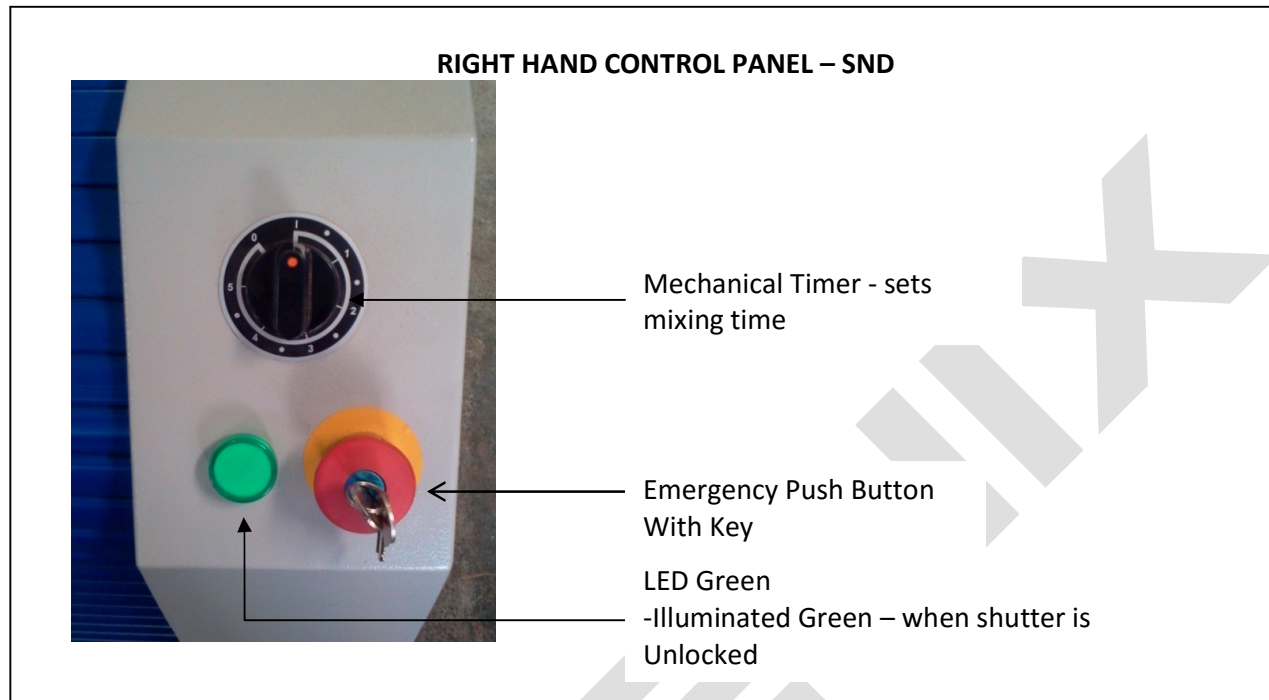 RIGHT HAND CONTROL PANEL – SND
0 I 1 2 3 4 5
Mechanical Timer - sets
mixing time
Emergency Push Button
With Key
LED Green
-Illuminated Green – when shutter is
Unlocked